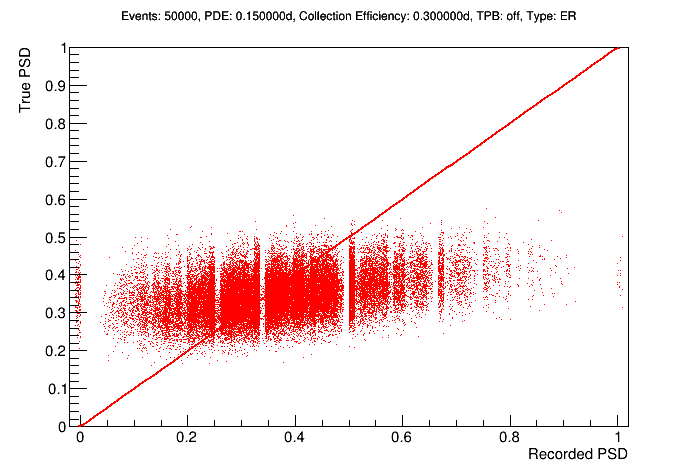 Events: 50000, PDE: 0.150000d, Collection Efficiency: 0.300000d, TPB: off, Type: ER
True PSD
1
0.9
0.8
0.7
0.6
0.5
0.4
0.3
0.2
0.1
0
0 0.2 0.4 0.6 0.8 1
Recorded PSD